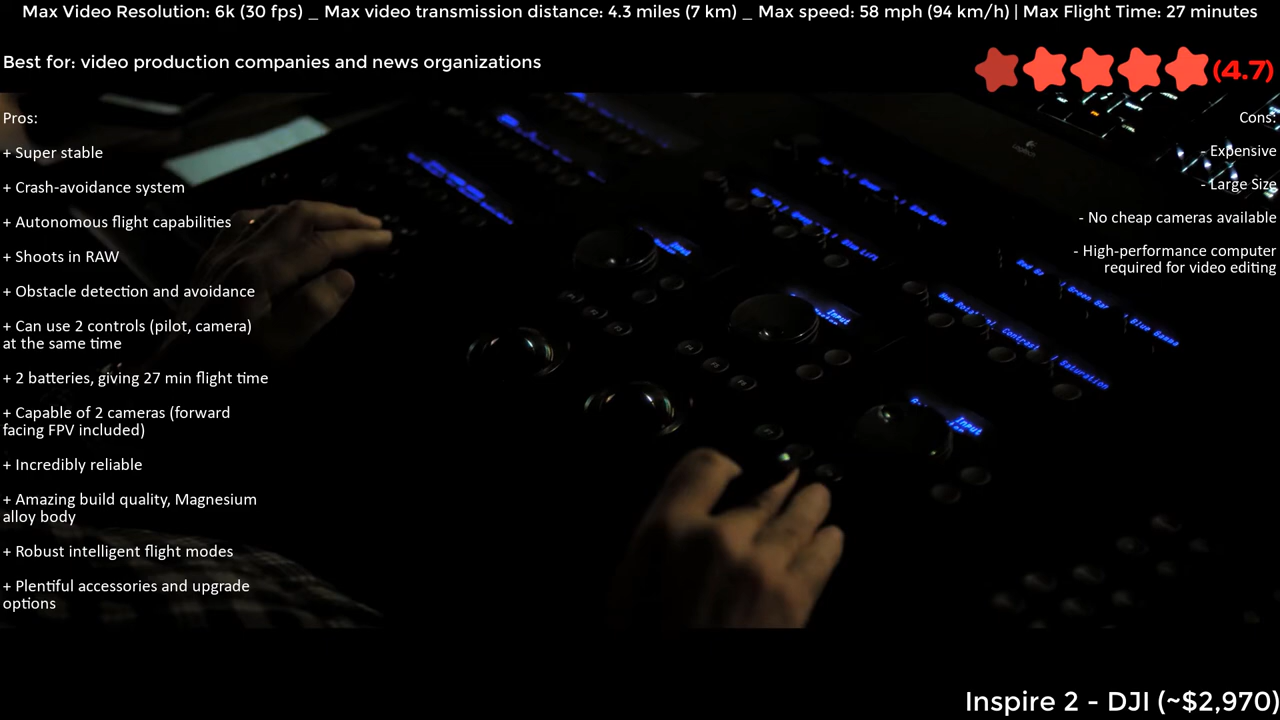 Max Video Resolution: 6k (30 fps) _ Max video transmission distance: 4.3 miles (7 km) _ Max speed: 58 mph (94 km/h) | Max Flight Time: 27 minutes
Best for: video production companies and news organizations
(4.7)
Pros:
+ Super stable
+ Crash-avoidance system
+ Autonomous flight capabilities
+ Shoots in RAW
+ Obstacle detection and avoidance
+ Can use 2 controls (pilot, camera)
at the same time
+ 2 batteries, giving 27 min flight time
+ Capable of 2 cameras (forward
facing FPV included)
+ Incredibly reliable
+ Amazing build quality, Magnesium
alloy body
+ Robust intelligent flight modes
+ Plentiful accessories and upgrade
options
Cons:
- Expensive
- Large Size
- No cheap cameras available
- High-performance computer
required for video editing
Logitech
Input
Input
Contrast / Saturation
Input
Inspire 2 - DJI (~$2,970)